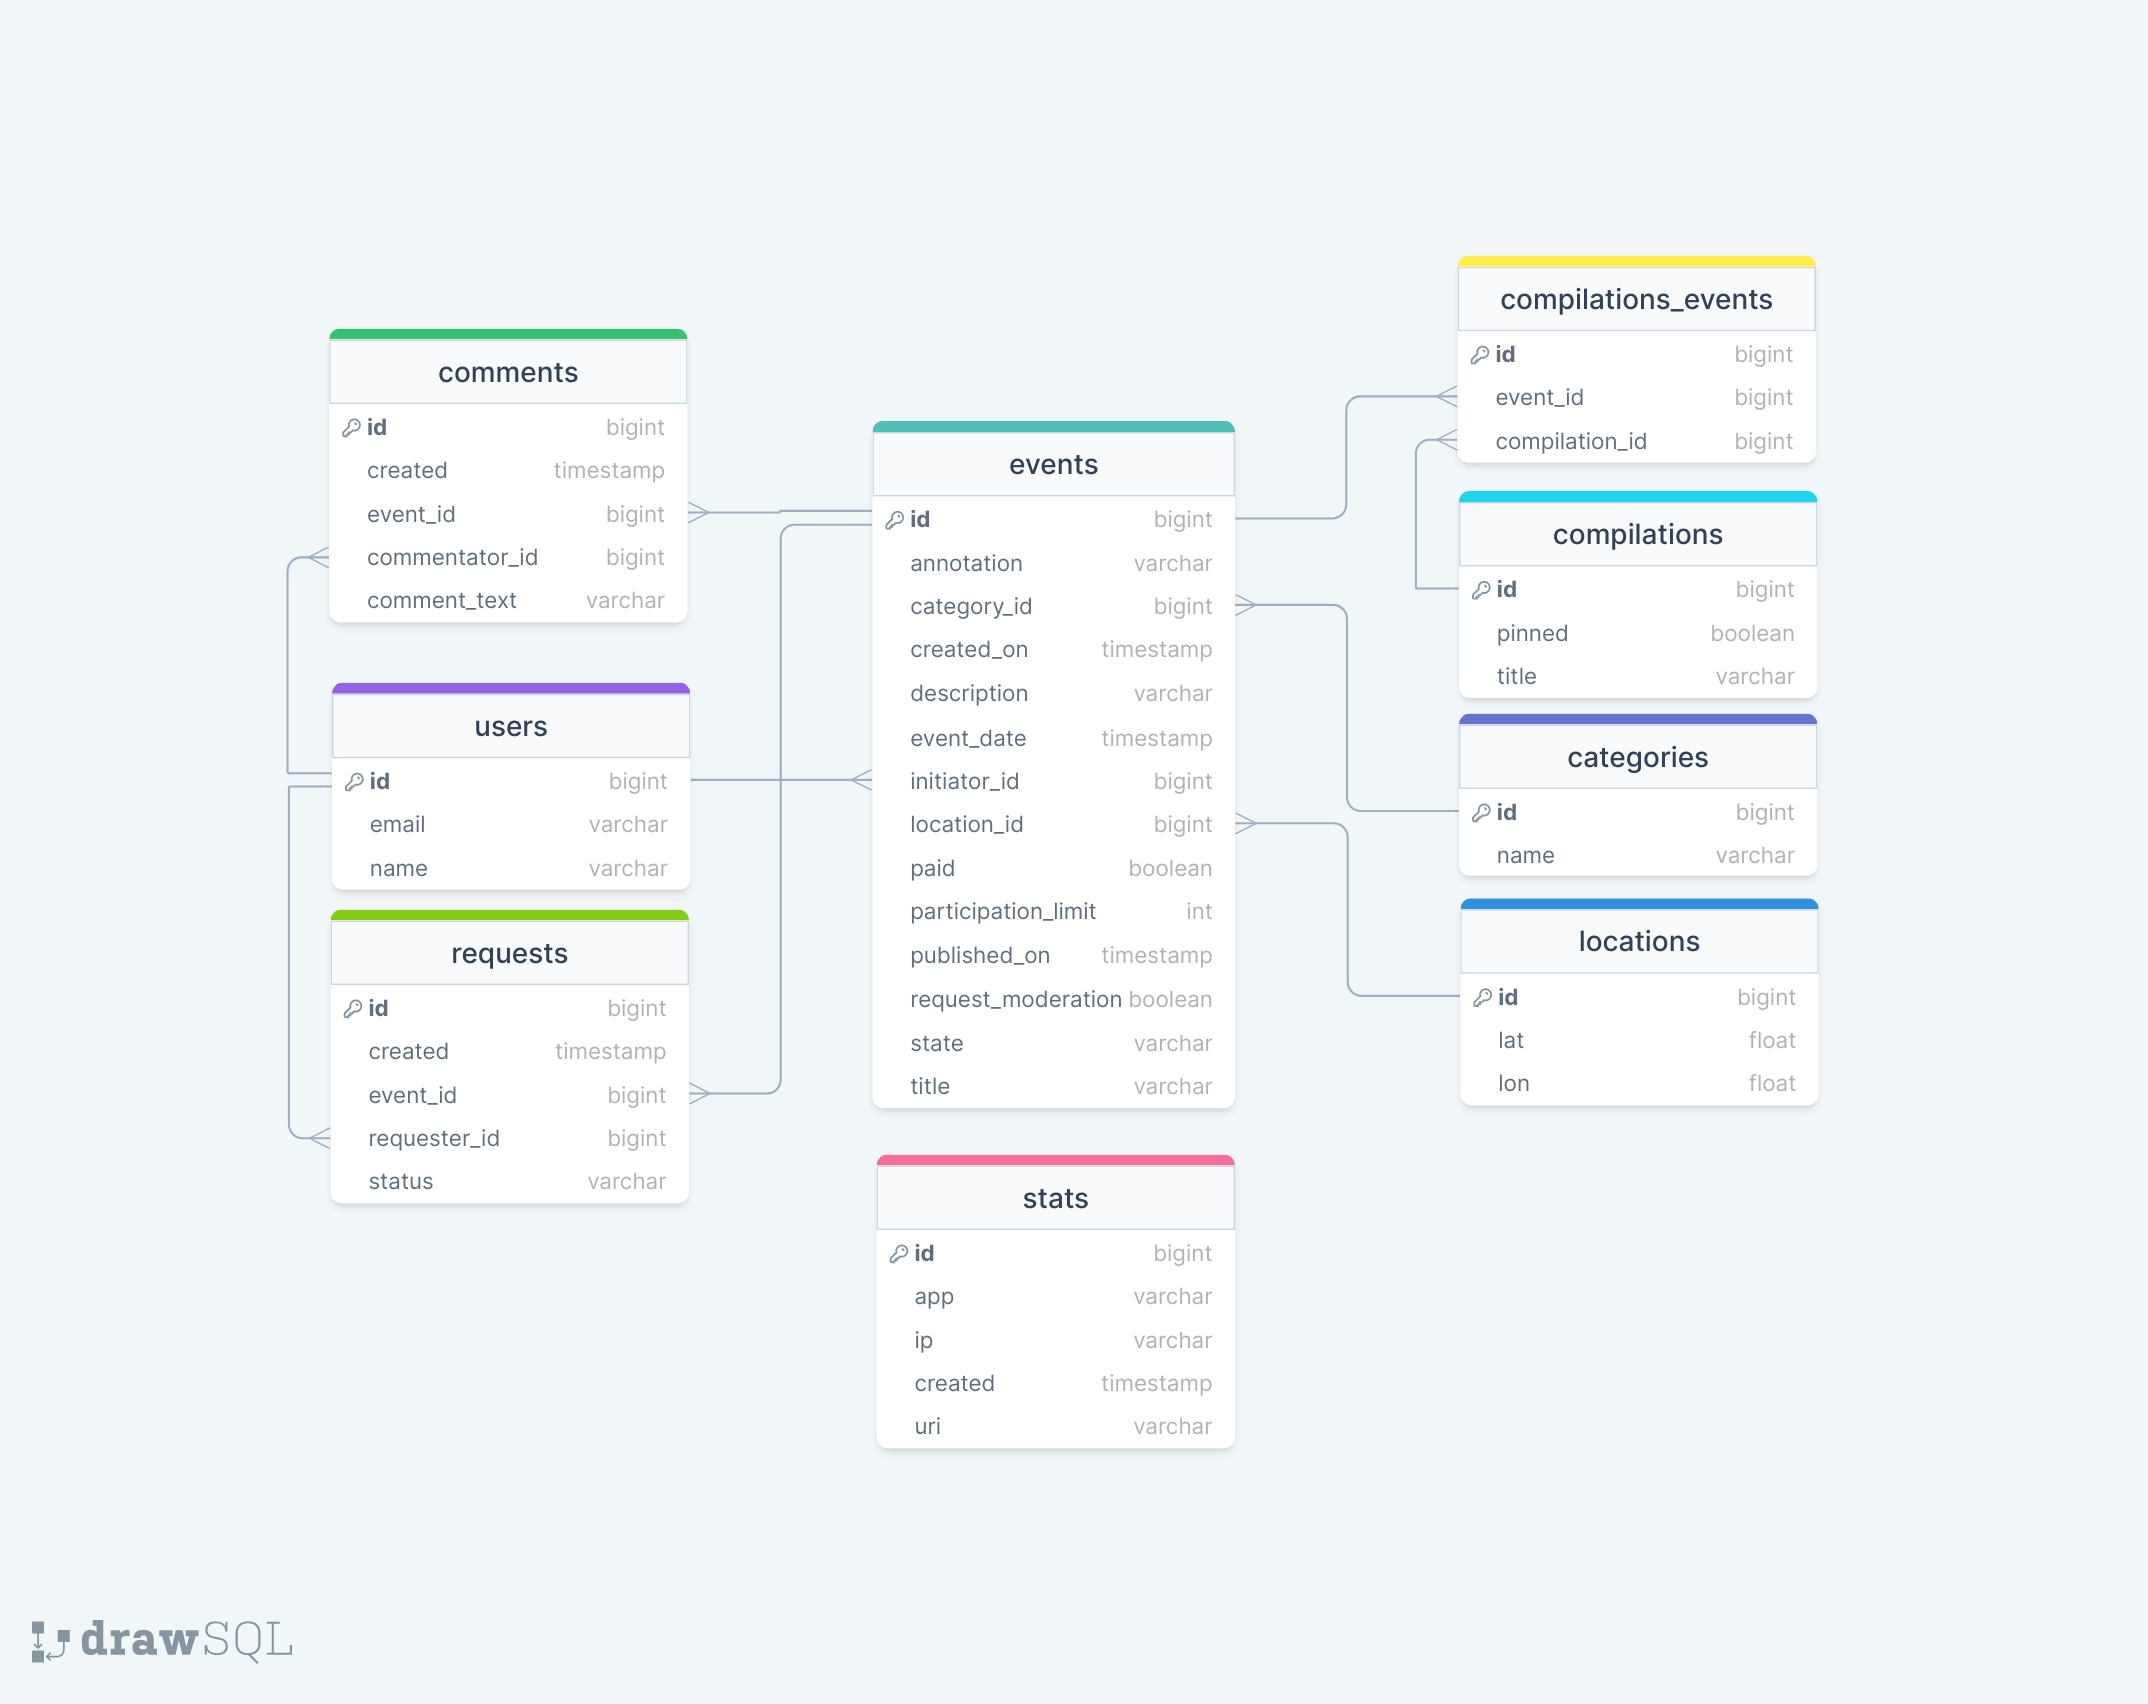 comments
id bigint
created timestamp
event_id bigint
commentator_id bigint
comment_text varchar
users
id bigint
email varchar
name varchar
requests
id bigint
created timestamp
event_id bigint
requester_id bigint
status varchar
events
id bigint
annotation varchar
category_id bigint
created_on timestamp
description varchar
event_date timestamp
initiator_id bigint
location_id bigint
paid boolean
participation_limit int
published_on timestamp
request_moderation boolean
state varchar
title varchar
stats
id bigint
app varchar
ip varchar
created timestamp
uri varchar
compilations_events
id bigint
event_id bigint
compilation_id bigint
compilations
id bigint
pinned boolean
title varchar
categories
id bigint
name varchar
locations
id bigint
lat float
lon float
drawSQL